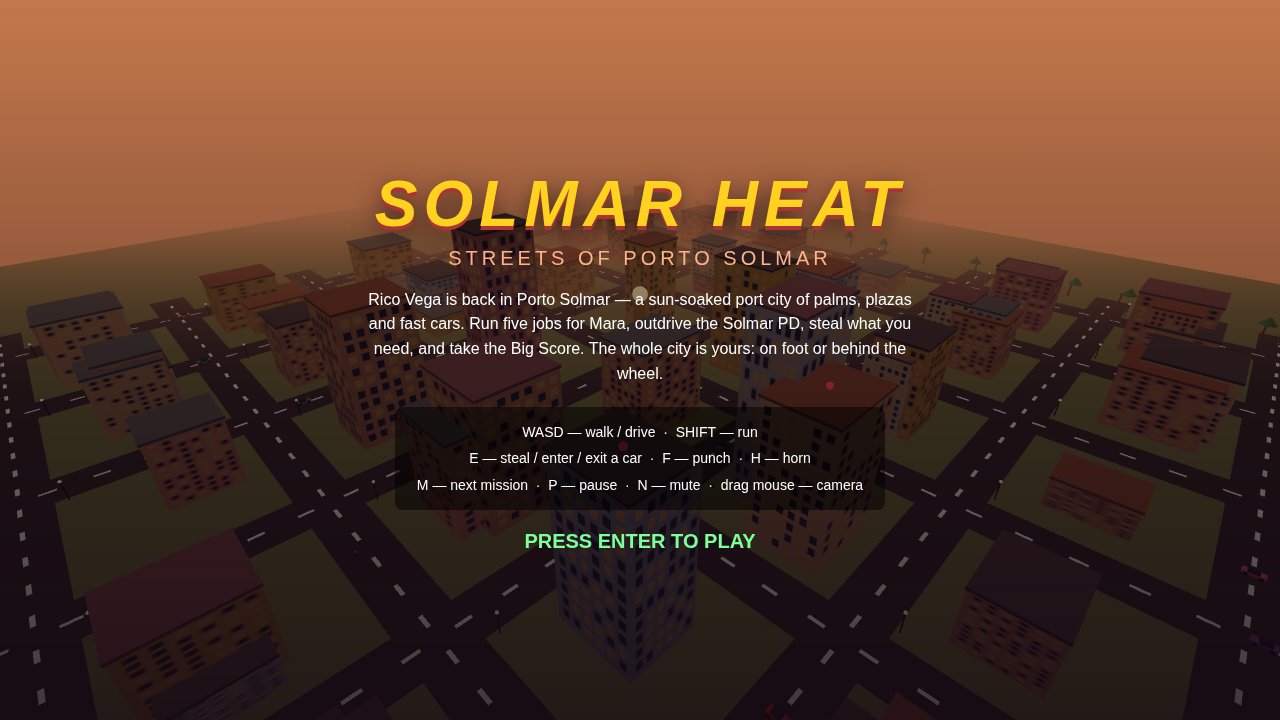 SOLMAR HEAT
STREETS OF PORTO SOLMAR
Rico Vega is back in Porto Solmar — a sun-soaked port city of palms, plazas
and fast cars. Run five jobs for Mara, outdrive the Solmar PD, steal what you
need, and take the Big Score. The whole city is yours: on foot or behind the
wheel.
WASD — walk / drive · SHIFT — run
E — steal / enter / exit a car · F — punch · H — horn
M — next mission · P — pause · N — mute · drag mouse — camera
PRESS ENTER TO PLAY